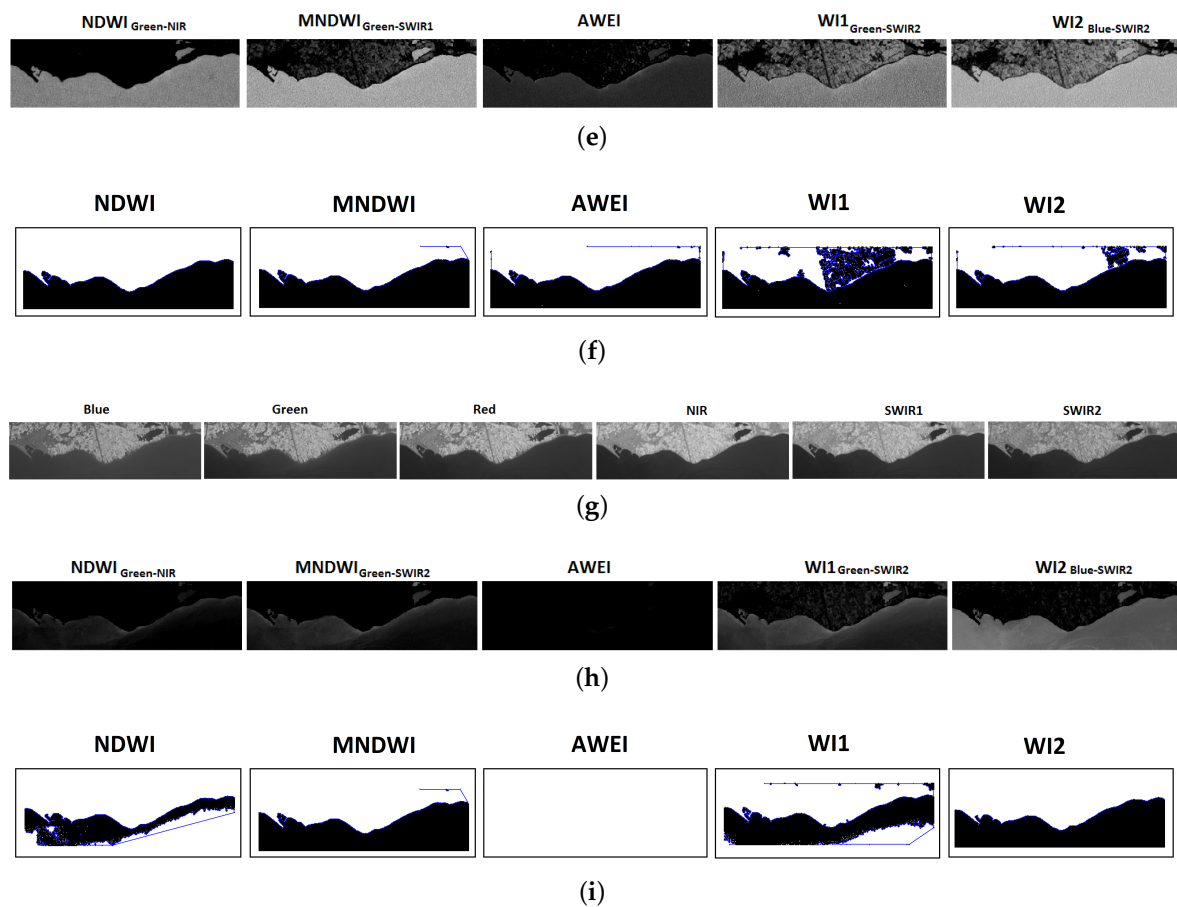 NDWI Green-NIR MNDWI Green-SWIR1 AWEI WI1 Green-SWIR2 WI2 Blue-SWIR2
(e)
NDWI MNDWI AWEI WI1 WI2
(f)
Blue Green Red NIR SWIR1 SWIR2
(g)
NDWI Green-NIR MNDWI Green-SWIR2 AWEI WI1 Green-SWIR2 WI2 Blue-SWIR2
(h)
NDWI MNDWI AWEI WI1 WI2
(i)